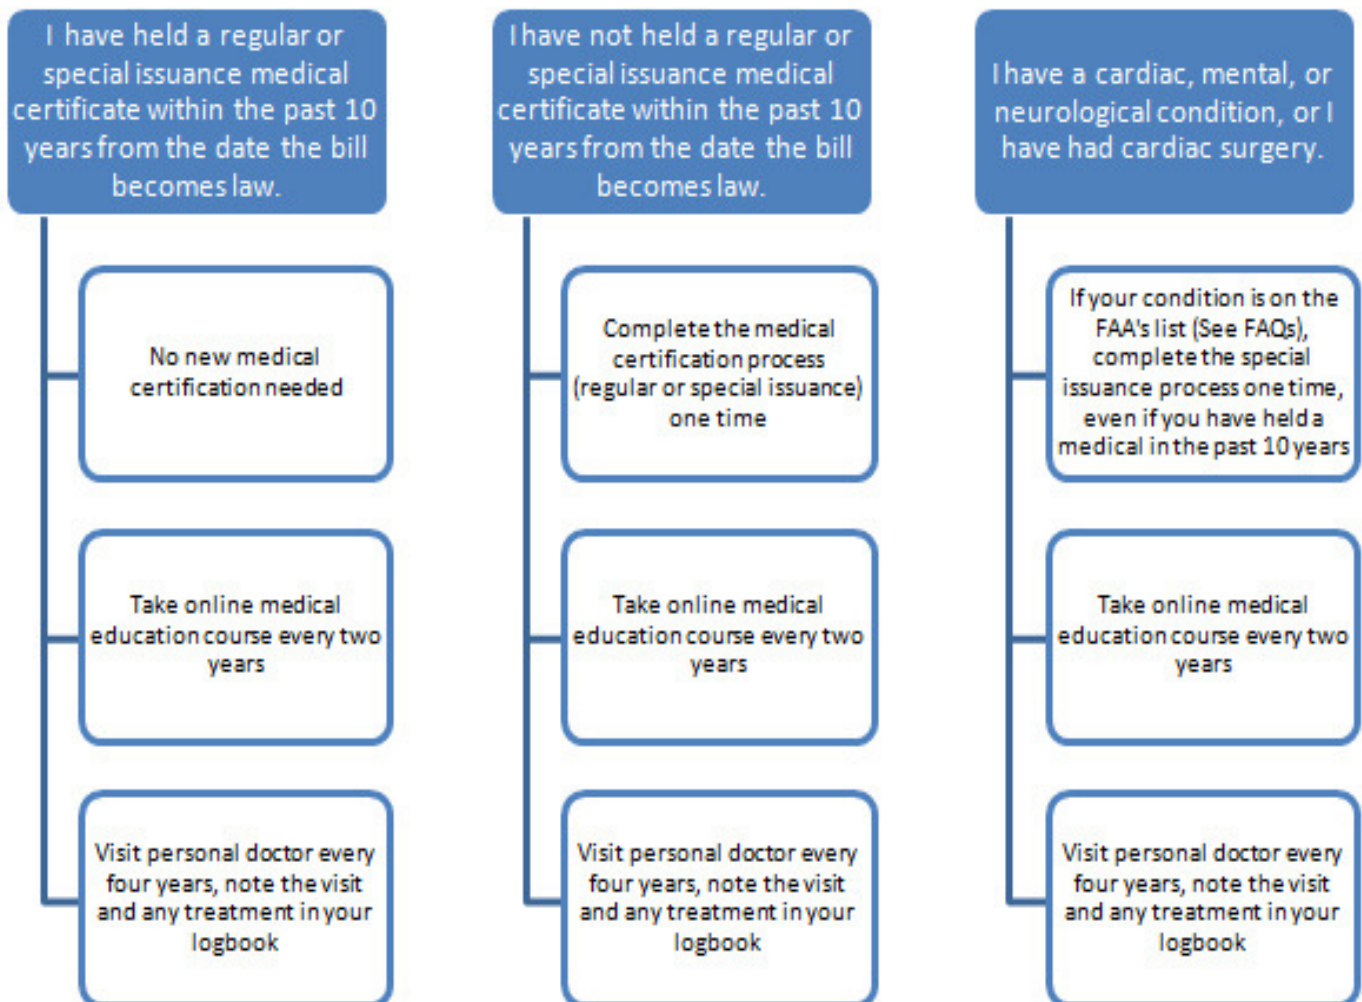 I have held a regular or
special issuance medical
certificate within the past 10
years from the date the bill
becomes law.
No new medical
certification needed
Take online medical
education course every two
years
Visit personal doctor every
four years, note the visit
and any treatment in your
logbook
I have not held a regular or
special issuance medical
certificate within the past 10
years from the date the bill
becomes law.
Complete the medical
certification process
(regular or special issuance)
one time
Take online medical
education course every two
years
Visit personal doctor every
four years, note the visit
and any treatment in your
logbook
I have a cardiac, mental, or
neurological condition, or I
have had cardiac surgery.
If your condition is on the
FAA's list (See FAQs),
complete the special
issuance process one time,
even if you have held a
medical in the past 10 years
Take online medical
education course every two
years
Visit personal doctor every
four years, note the visit
and any treatment in your
logbook